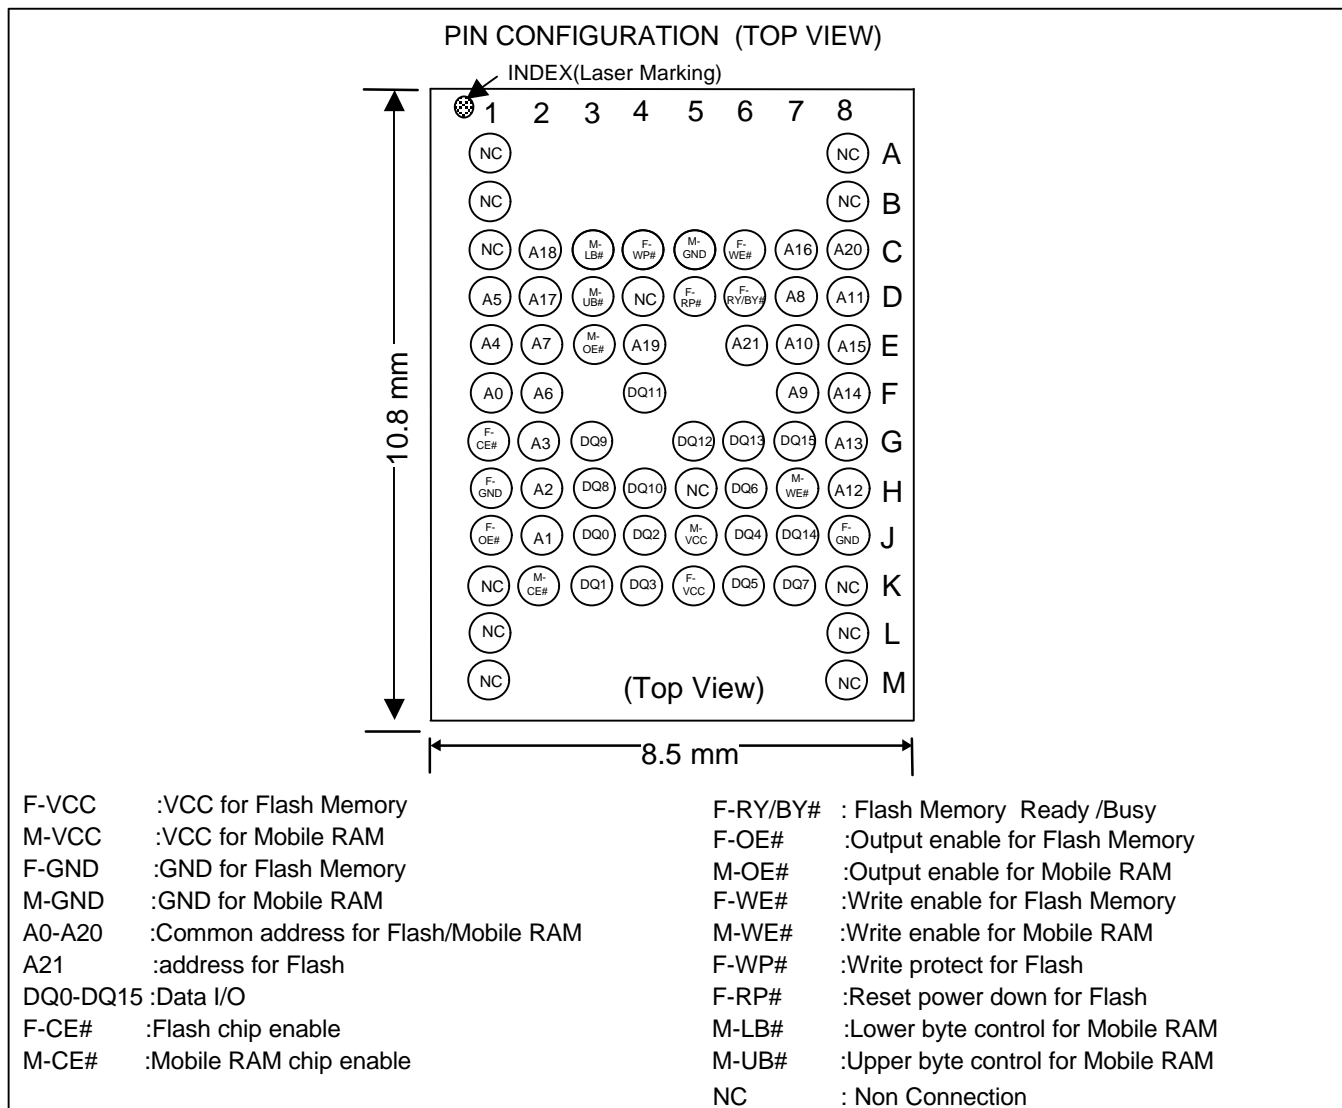 PIN CONFIGURATION (TOP VIEW)
INDEX(Laser Marking)
1 2 3 4 5 6 7 8
NC NC A
NC NC B
NC A18 M-LB# F-WP# M-GND F-WE# A16 A20 C
A5 A17 M-UB# NC F-RP# F-RY/BY# A8 A11 D
A4 A7 M-OE# A19 A21 A10 A15 E
A0 A6 DQ11 A9 A14 F
F-CE# A3 DQ9 DQ12 DQ13 DQ15 A13 G
F-GND A2 DQ8 DQ10 NC DQ6 M-WE# A12 H
F-OE# A1 DQ0 DQ2 M-VCC DQ4 DQ14 F-GND J
NC M-CE# DQ1 DQ3 F-VCC DQ5 DQ7 NC K
NC NC L
NC (Top View) NC M
10.8 mm
8.5 mm
F-VCC :VCC for Flash Memory
M-VCC :VCC for Mobile RAM
F-GND :GND for Flash Memory
M-GND :GND for Mobile RAM
A0-A20 :Common address for Flash/Mobile RAM
A21 :address for Flash
DQ0-DQ15 :Data I/O
F-CE# :Flash chip enable
M-CE# :Mobile RAM chip enable
F-RY/BY# : Flash Memory Ready /Busy
F-OE# :Output enable for Flash Memory
M-OE# :Output enable for Mobile RAM
F-WE# :Write enable for Flash Memory
M-WE# :Write enable for Mobile RAM
F-WP# :Write protect for Flash
F-RP# :Reset power down for Flash
M-LB# :Lower byte control for Mobile RAM
M-UB# :Upper byte control for Mobile RAM
NC : Non Connection